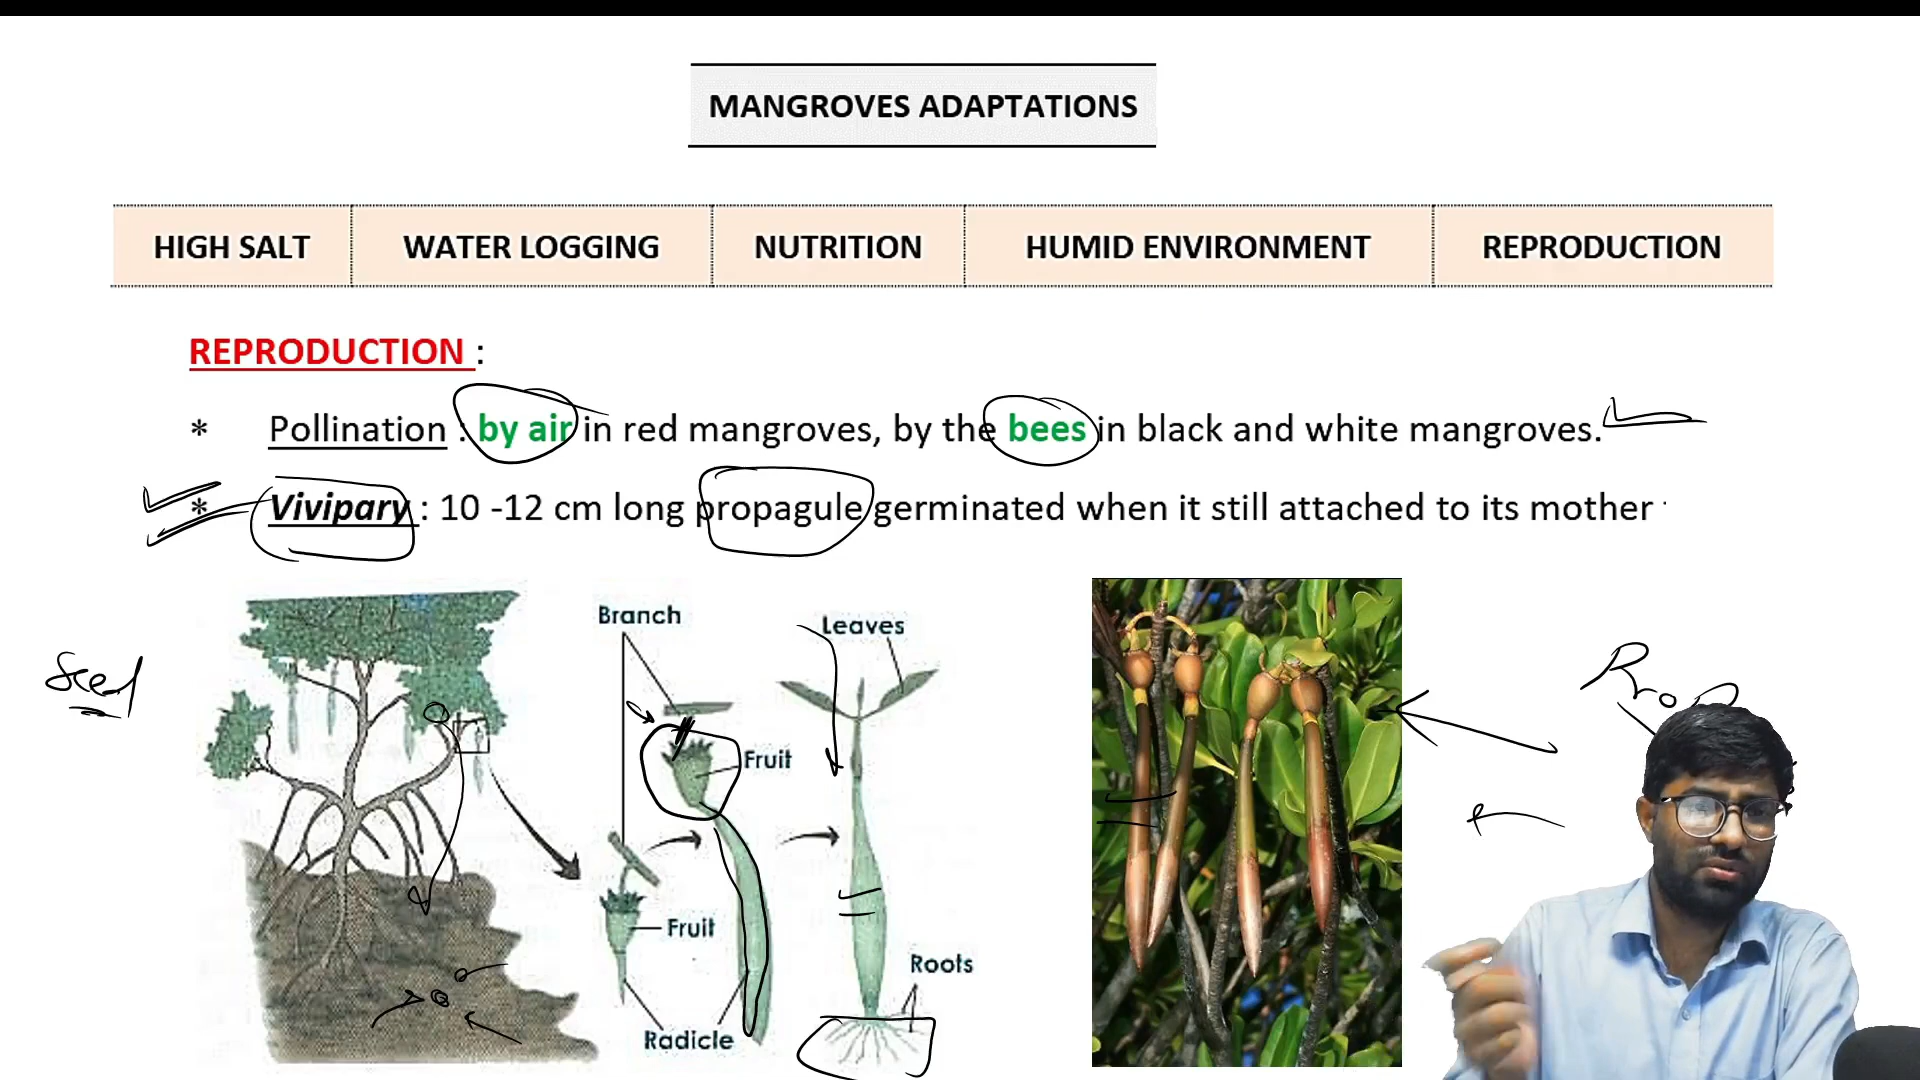 MANGROVES ADAPTATIONS
HIGH SALT WATER LOGGING NUTRITION HUMID ENVIRONMENT REPRODUCTION
REPRODUCTION :
* Pollination : by air in red mangroves, by the bees in black and white mangroves.
* Vivipary : 10 -12 cm long propagule germinated when it still attached to its mother
Branch
Leaves
Seed
Prop
Fruit
Fruit
Roots
Radicle